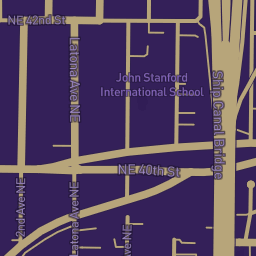 NE 42nd St
Latona Ave NE
John Stanford
International School
Ship Canal Bridge
NE 40th St
2nd Ave NE
Latona Ave NE
NE